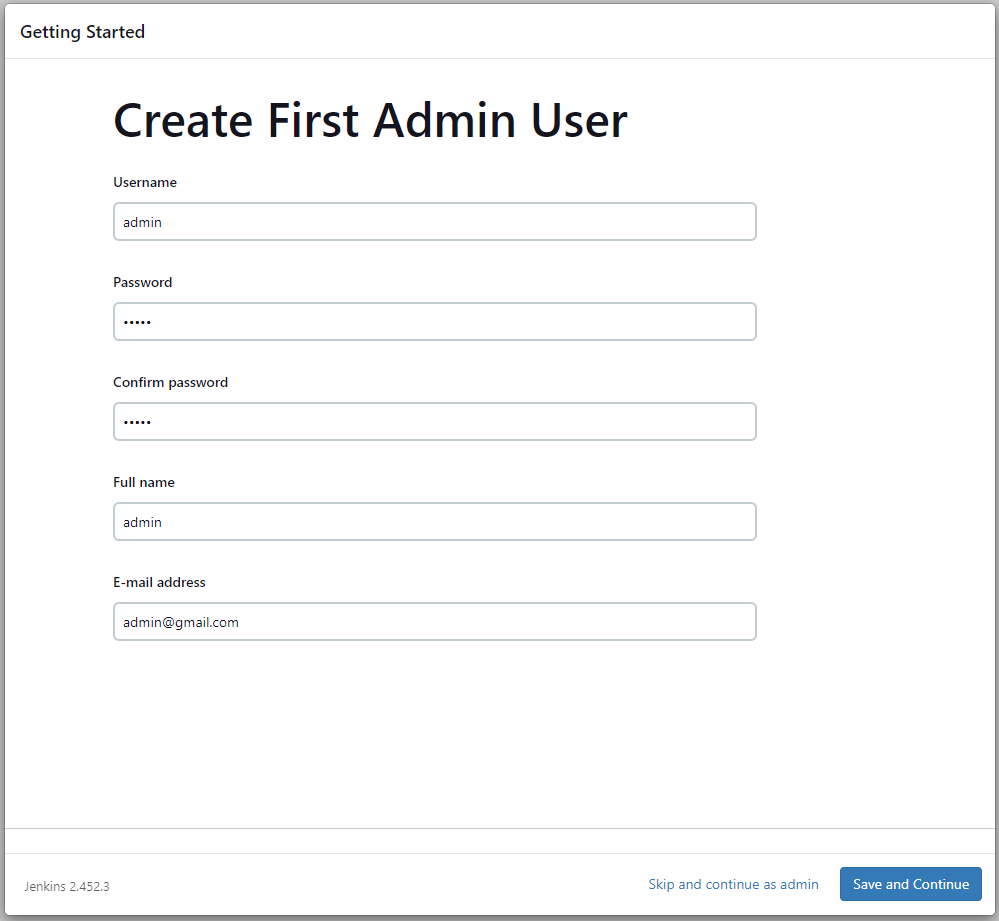 Getting Started
Create First Admin User
Username
admin
Password
•••••
Confirm password
•••••
Full name
admin
E-mail address
admin@gmail.com
Jenkins 2.452.3
Skip and continue as admin
Save and Continue